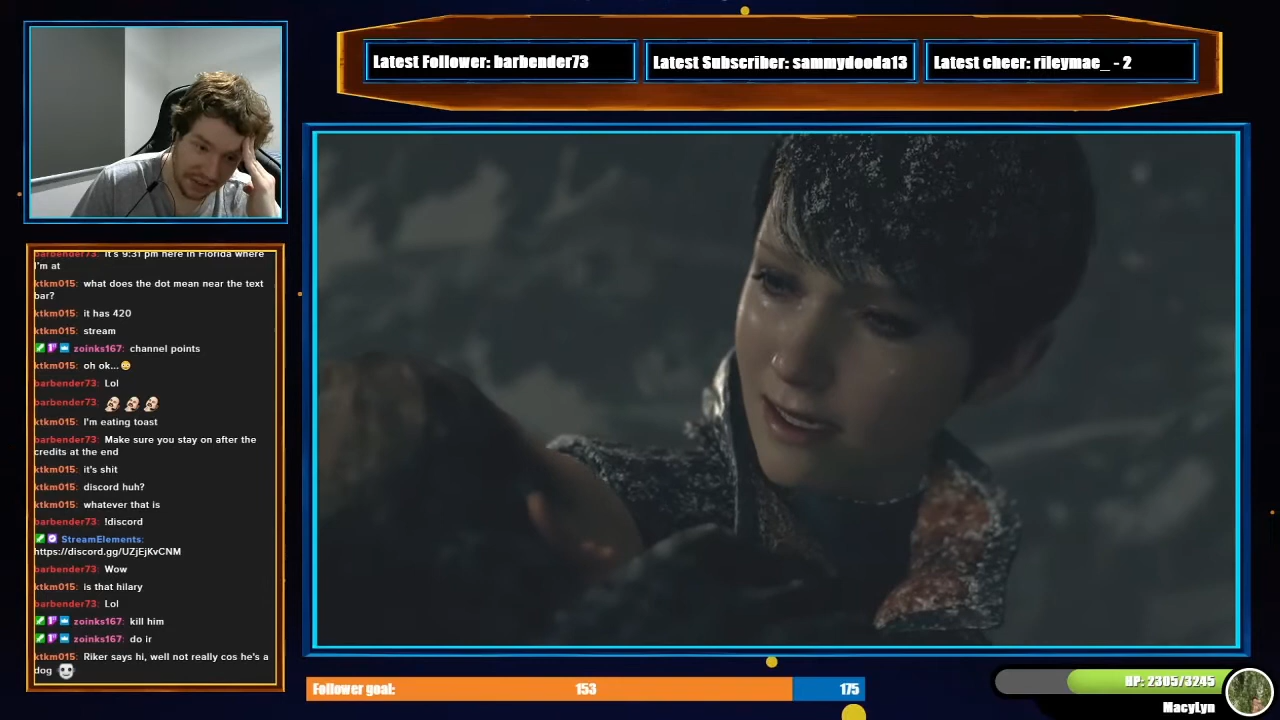 Latest Follower: barbender73
Latest Subscriber: sammydooda13
Latest cheer: rileymae_ - 2
barbender73: It's 9:31 pm here in Florida where
I'm at
ktkm015: what does the dot mean near the text
bar?
ktkm015: it has 420
ktkm015: stream
zoinks167: channel points
ktkm015: oh ok...
barbender73: Lol
barbender73:
ktkm015: I'm eating toast
barbender73: Make sure you stay on after the
credits at the end
ktkm015: it's shit
ktkm015: discord huh?
ktkm015: whatever that is
barbender73: !discord
StreamElements:
https://discord.gg/UZjEjKvCNM
barbender73: Wow
ktkm015: is that hilary
barbender73: Lol
zoinks167: kill him
zoinks167: do ir
ktkm015: Riker says hi, well not really cos he's a
dog
Follower goal: 153 175
HP: 2305/3245
MacyLyn